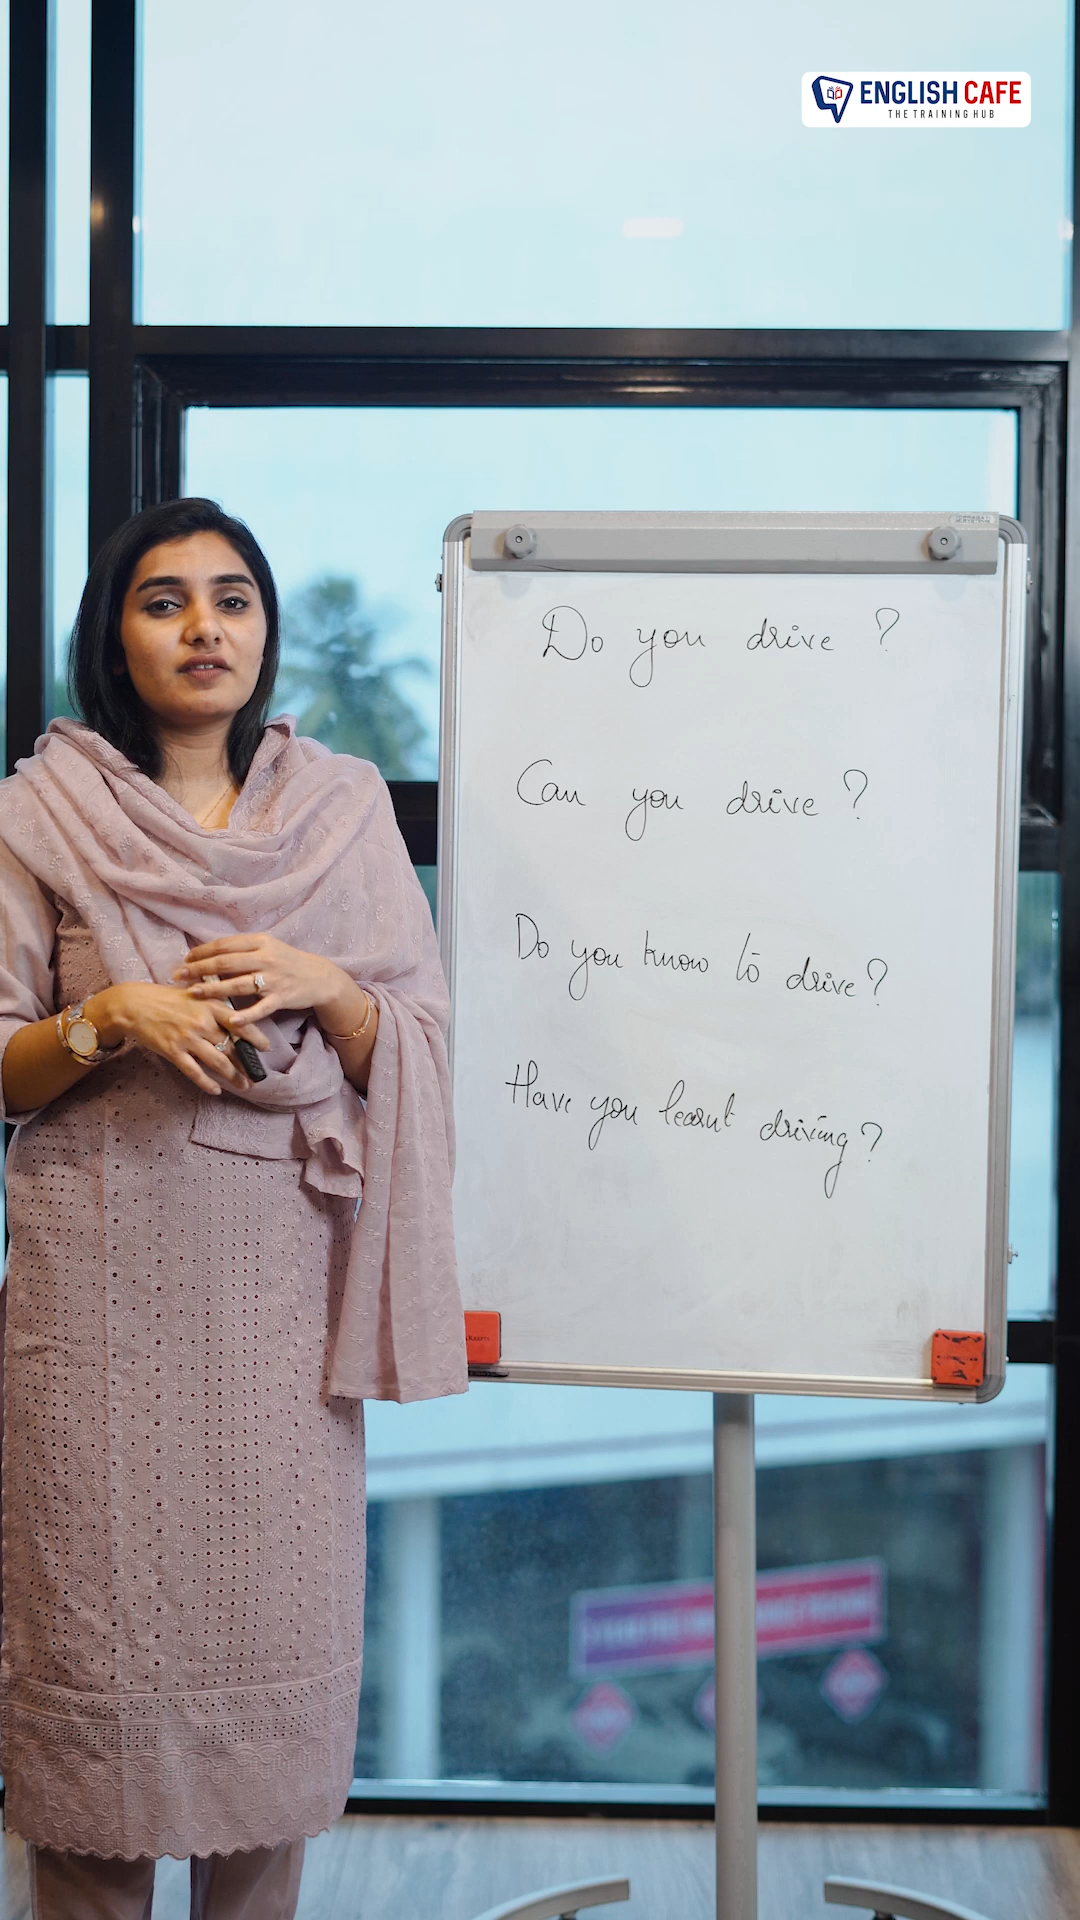 ENGLISH CAFE
THE TRAINING HUB
Do you drive ?
Can you drive ?
Do you know to drive ?
Have you learnt driving ?